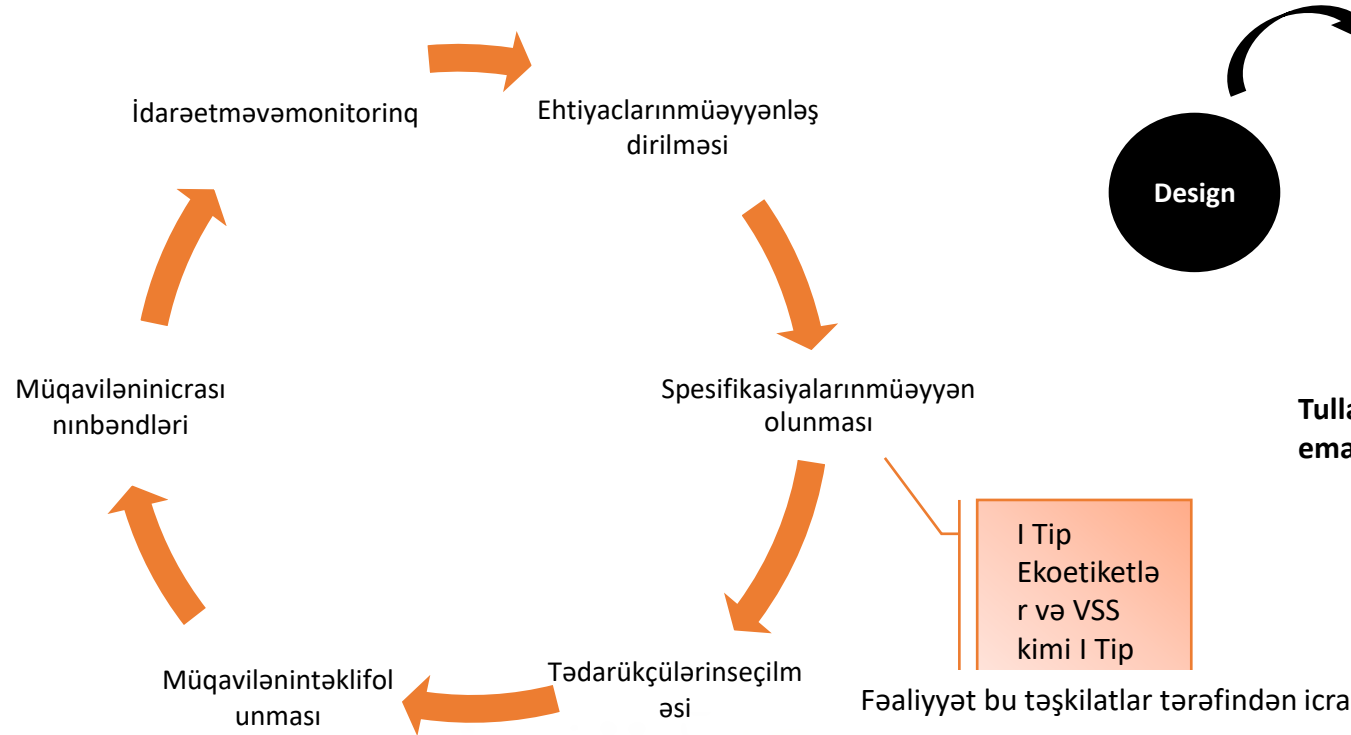 İdarəetməvəmonitorinq
Ehtiyaclarınmüəyyənləş
dirilməsi
Design
Müqaviləninicrası
nınbəndləri
Spesifikasiyalarınmüəyyən
olunması
Tulla
ema
I Tip
Ekoetiketlə
r və VSS
kimi I Tip
Müqavilənintəklifol
unması
Tədarükçülərinseçilm
əsi
Fəaliyyət bu təşkilatlar tərəfindən icra